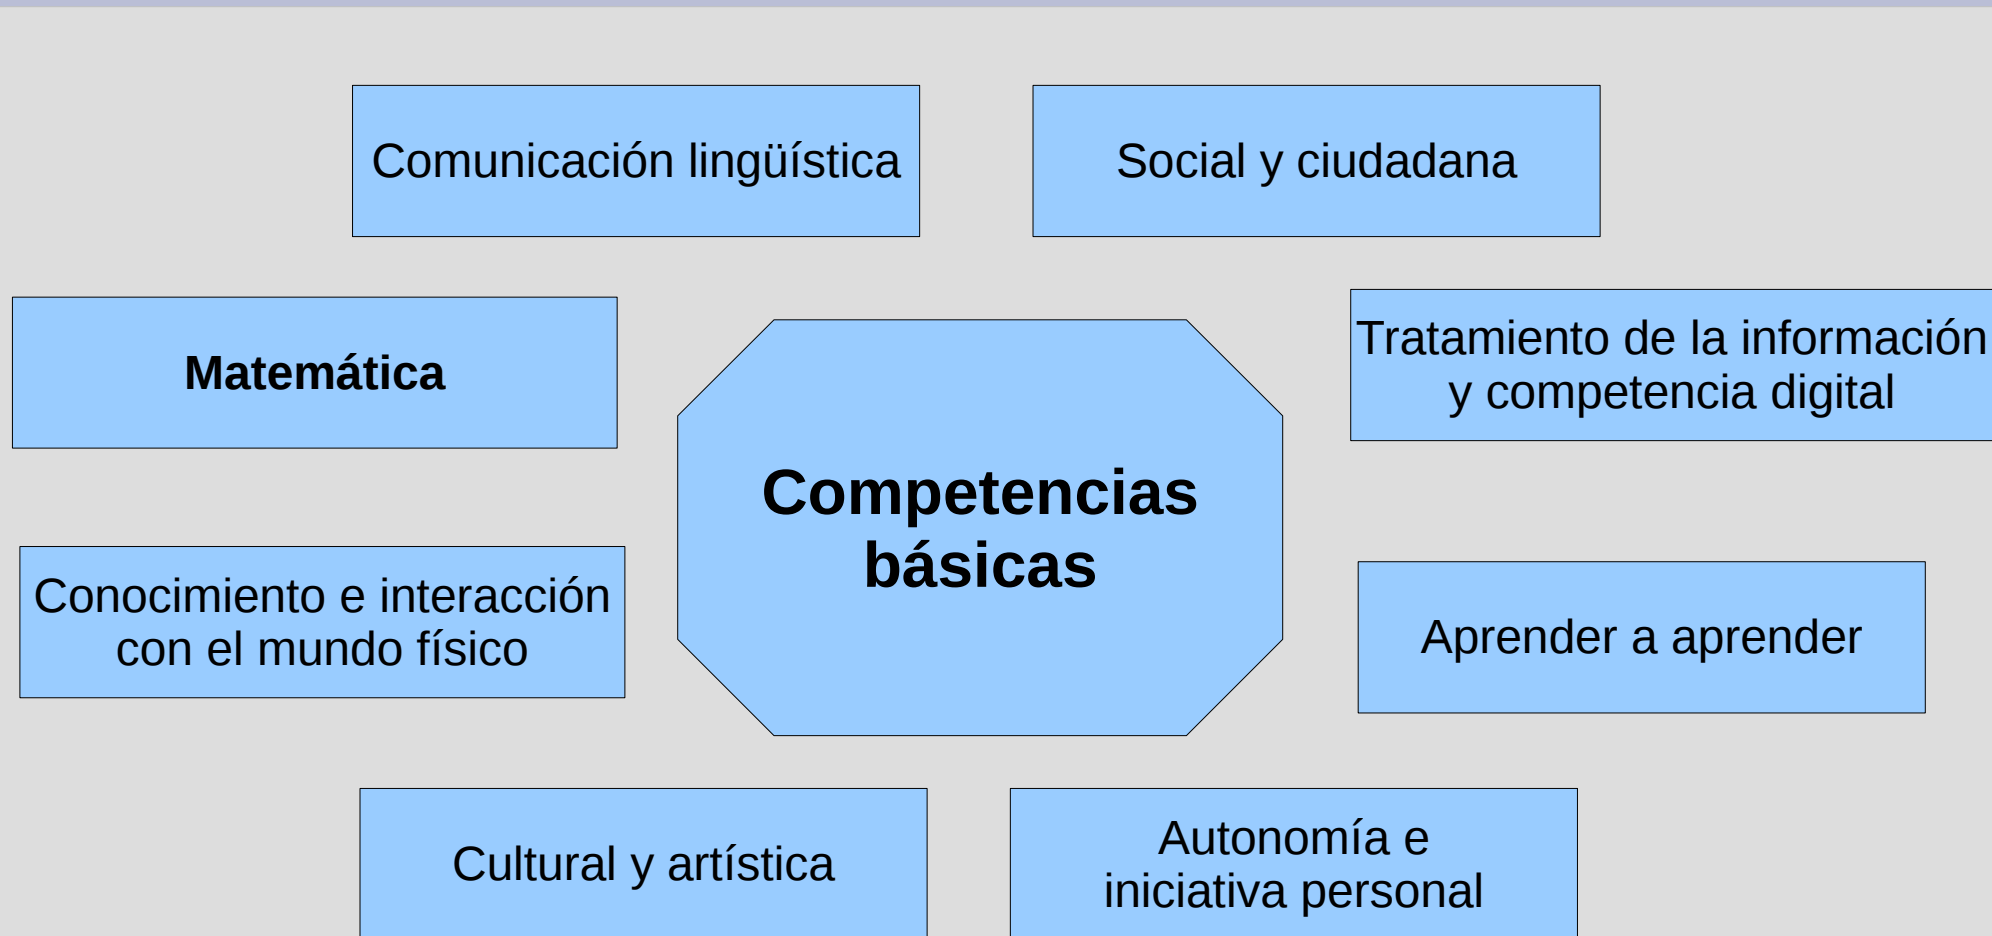 Comunicación lingüística
Social y ciudadana
Matemática
Tratamiento de la información
y competencia digital
Competencias
básicas
Conocimiento e interacción
con el mundo físico
Aprender a aprender
Cultural y artística
Autonomía e
iniciativa personal